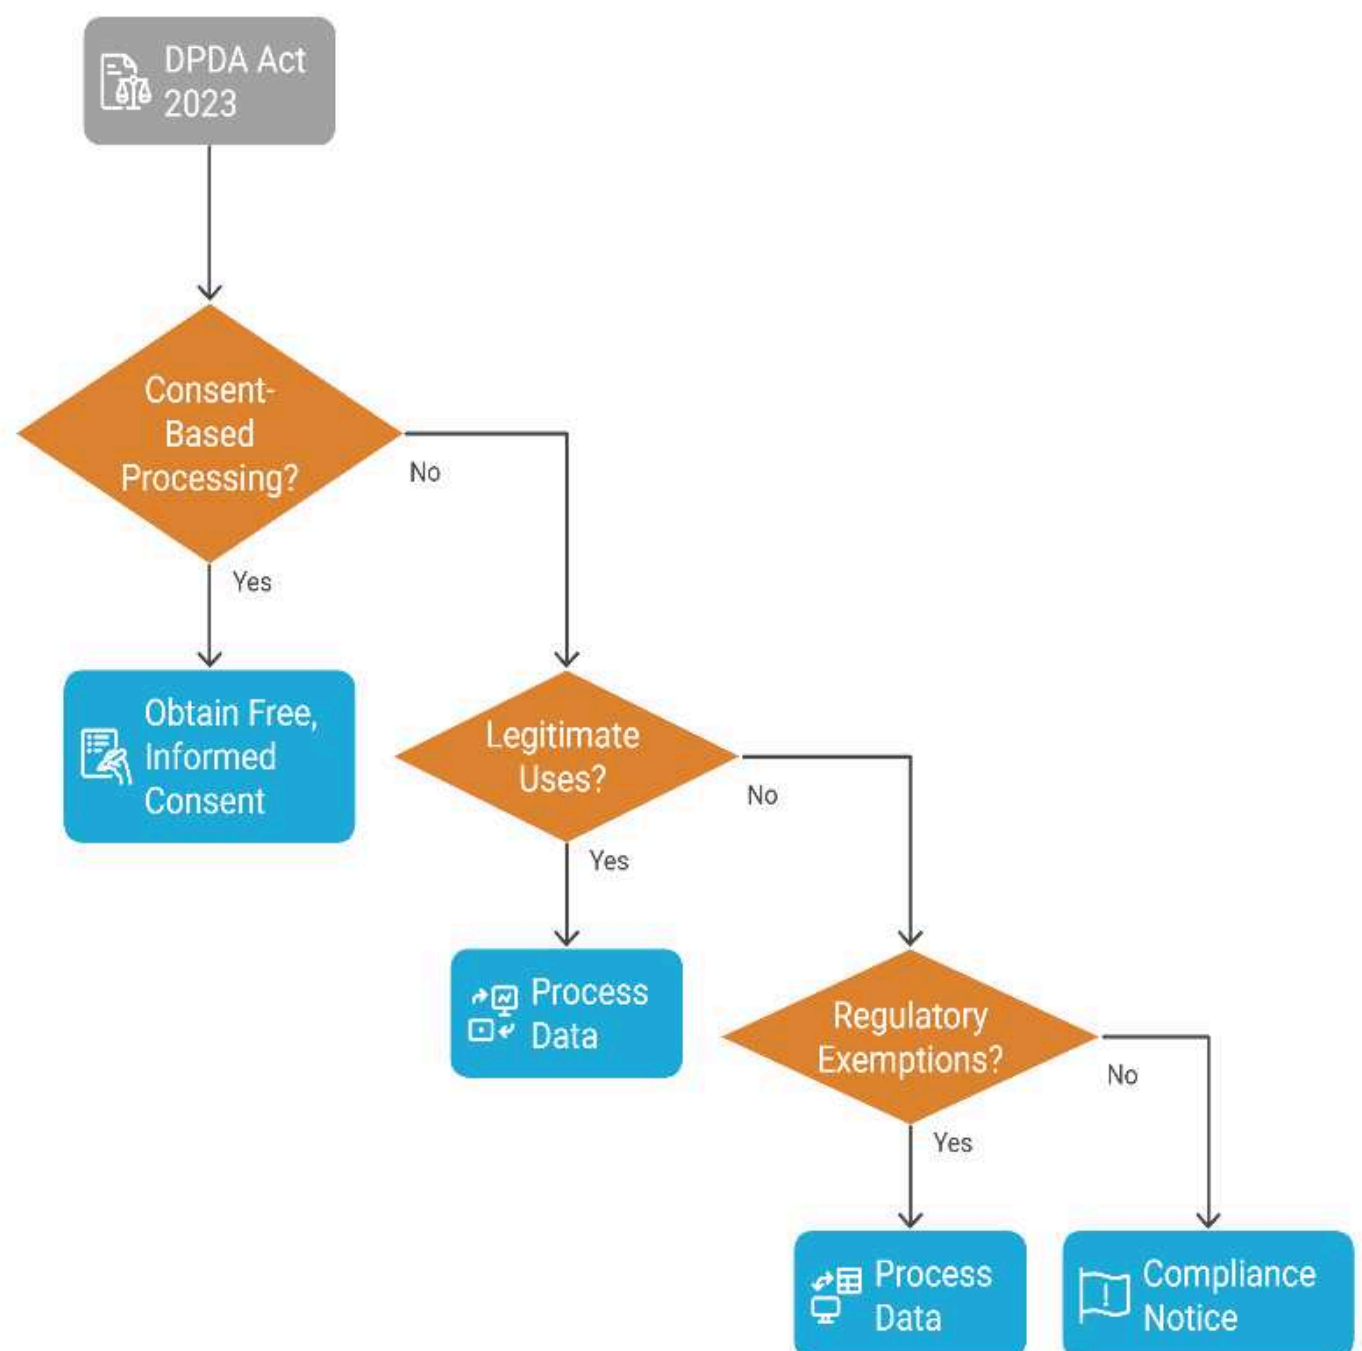 DPDA Act
2023
Consent-
Based
Processing?
No
Yes
Obtain Free,
Informed
Consent
Legitimate
Uses?
No
Yes
Process
Data
Regulatory
Exemptions?
No
Yes
Process
Data
Compliance
Notice